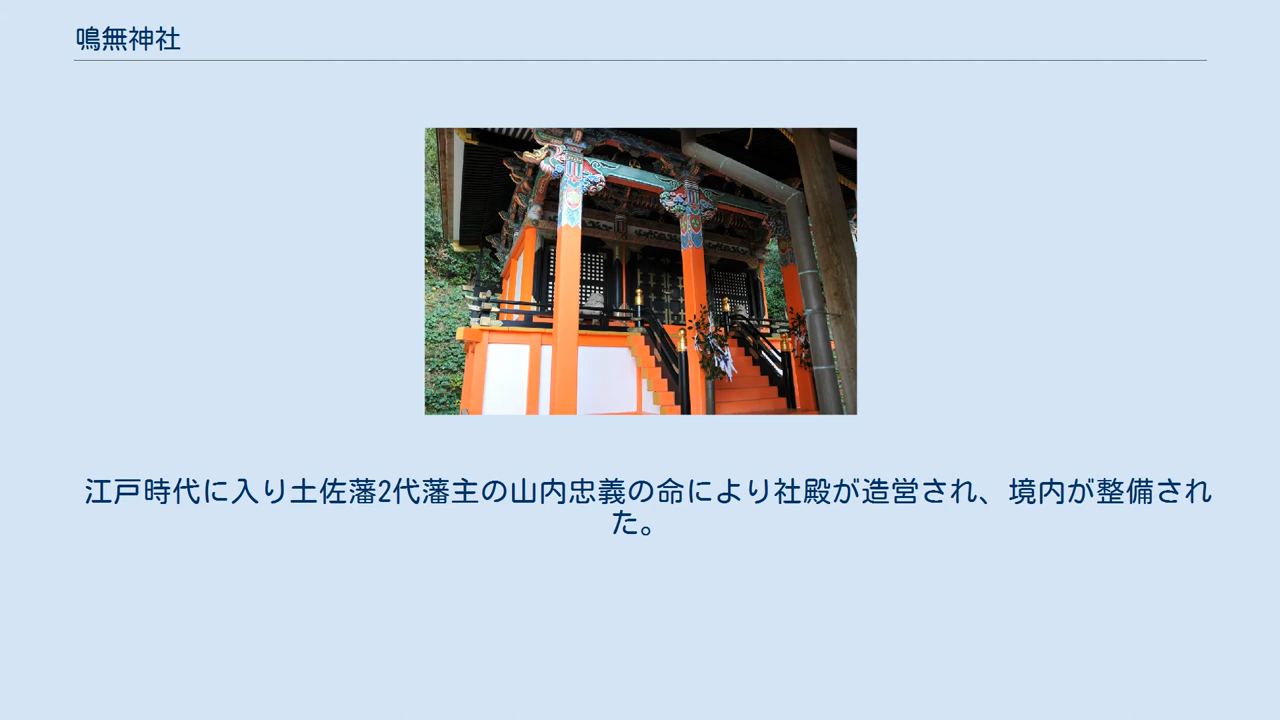 鳴無神社
江戸時代に入り土佐藩2代藩主の山内忠義の命により社殿が造営され、境内が整備され
た。